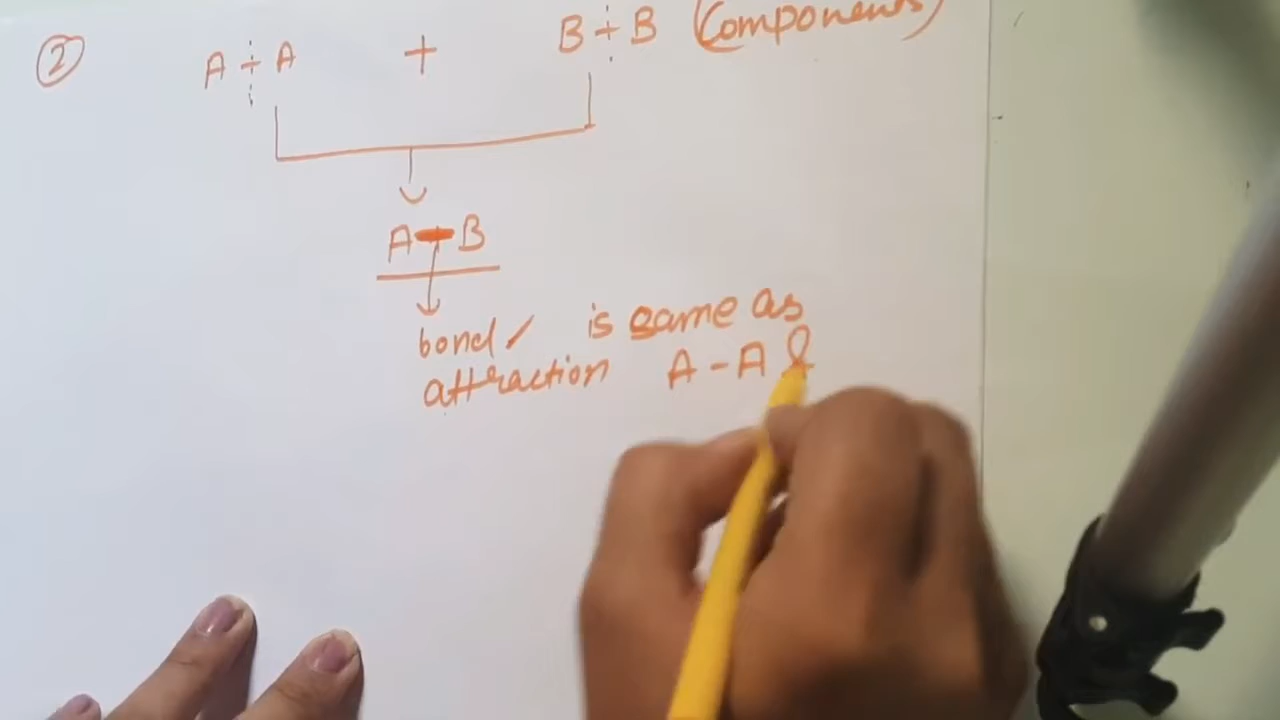 ② A ÷ A + B ÷ B (Components)
A - B
bond / is same as
attraction A - A &